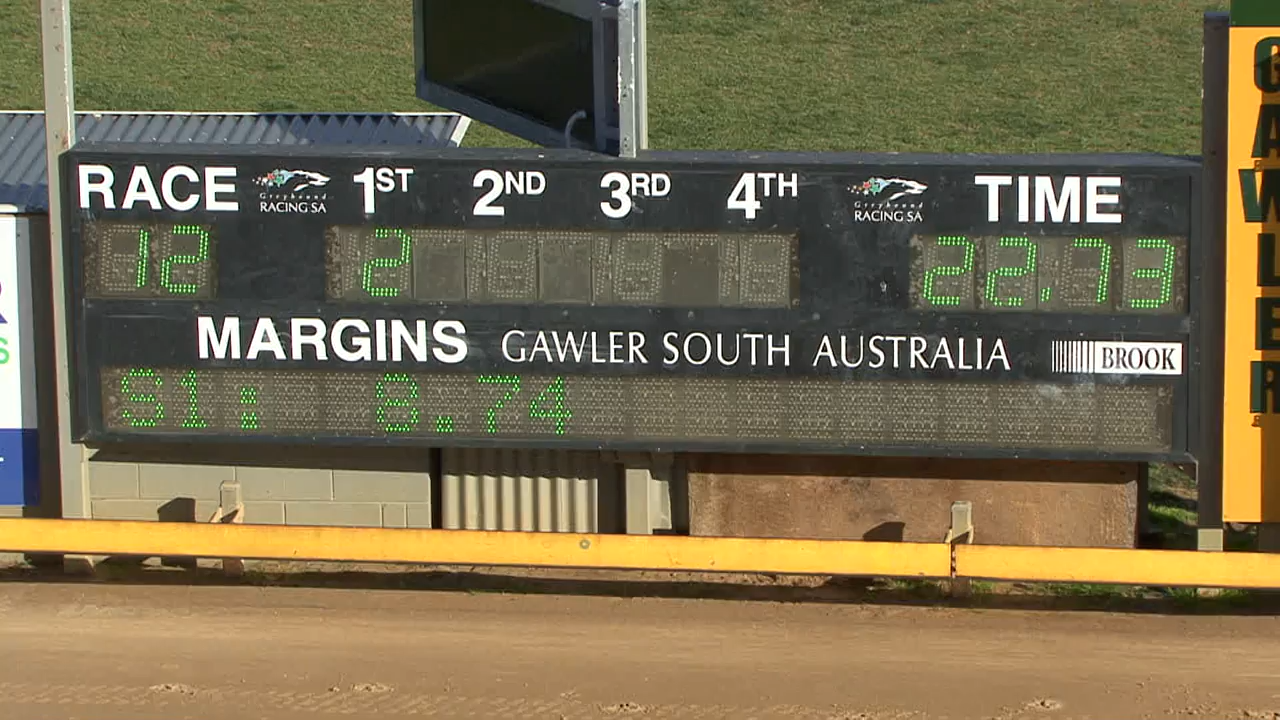 RACE Greyhound RACING SA 1ST 2ND 3RD 4TH Greyhound RACING SA TIME
12 2 22.73
MARGINS GAWLER SOUTH AUSTRALIA BROOK
S1: 8.74
GAWLER